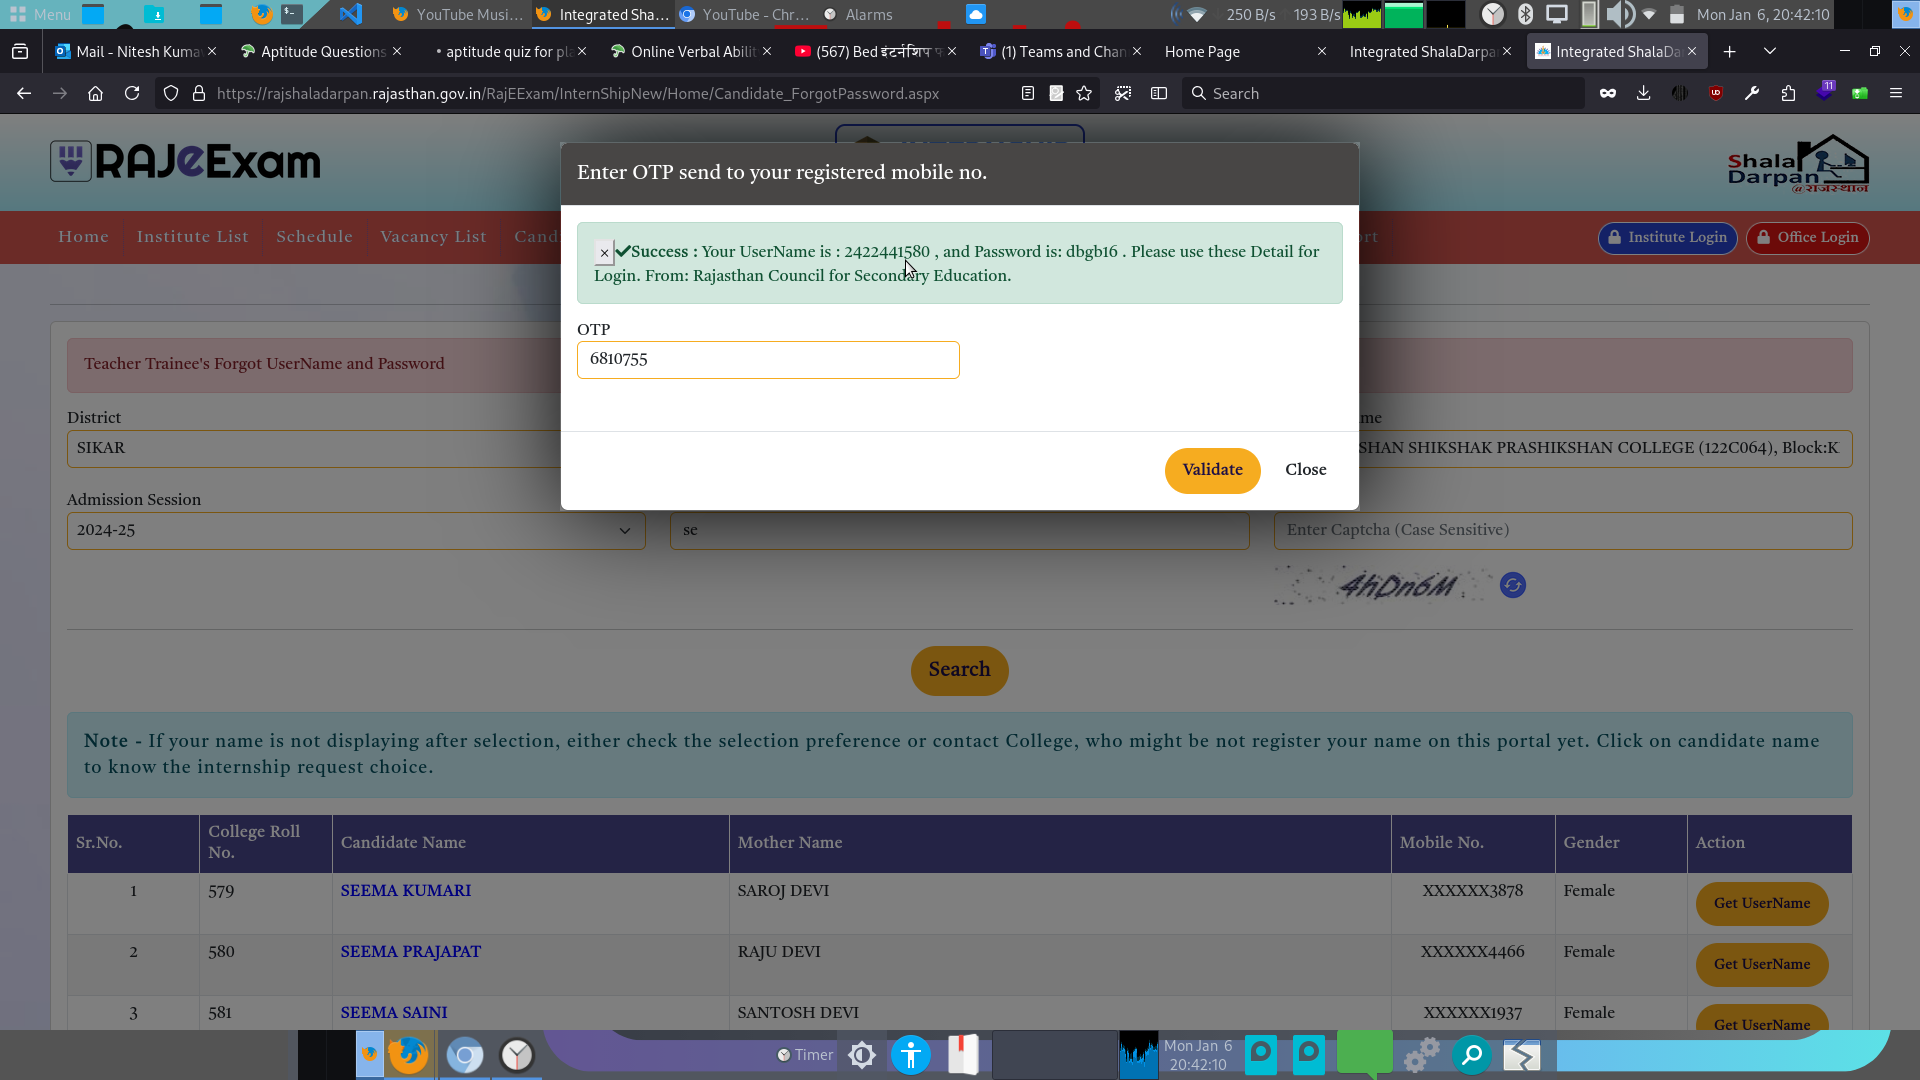 Menu
YouTube Musi...
Integrated Sha...
YouTube - Chr...
Alarms
250 B/s
193 B/s
Mon Jan 6, 20:42:10
Mail - Nitesh Kuma
Aptitude Questions
aptitude quiz for pla
Online Verbal Abilit
(567) Bed इंटर्नशिप
(1) Teams and Chan
Home Page
Integrated ShalaDarpa
Integrated ShalaDa
https://rajshaladarpan.rajasthan.gov.in/RajEExam/InternShipNew/Home/Candidate_ForgotPassword.aspx
Search
11
RAJeExam
Shala Darpan
@राजस्थान
Enter OTP send to your registered mobile no.
Home
Institute List
Schedule
Vacancy List
Cand
ort
Institute Login
Office Login
× Success : Your UserName is : 2422441580 , and Password is: dbgb16 . Please use these Detail for
Login. From: Rajasthan Council for Secondary Education.
OTP
6810755
Validate
Close
Teacher Trainee's Forgot UserName and Password
District
me
SIKAR
SHAN SHIKSHAK PRASHIKSHAN COLLEGE (122C064), Block:K
Admission Session
2024-25
se
Enter Captcha (Case Sensitive)
4hDn6M
Search
Note - If your name is not displaying after selection, either check the selection preference or contact College, who might be not register your name on this portal yet. Click on candidate name
to know the internship request choice.
Sr.No.
College Roll No.
Candidate Name
Mother Name
Mobile No.
Gender
Action
1 579 SEEMA KUMARI SAROJ DEVI XXXXXX3878 Female Get UserName
2 580 SEEMA PRAJAPAT RAJU DEVI XXXXXX4466 Female Get UserName
3 581 SEEMA SAINI SANTOSH DEVI XXXXXX1937 Female Get UserName
Timer
Mon Jan 6
20:42:10